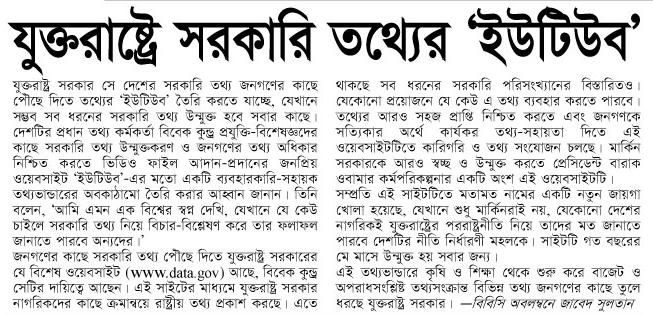 যুক্তরাষ্ট্রে সরকারি তথ্যের ‘ইউটিউব’
যুক্তরাষ্ট্র সরকার সে দেশের সরকারি তথ্য জনগণের কাছে
পৌঁছে দিতে তথ্যের ‘ইউটিউব’ তৈরি করতে যাচ্ছে, যেখানে
সম্ভব সব ধরনের সরকারি তথ্য উন্মুক্ত হবে সবার কাছে।
দেশটির প্রধান তথ্য কর্মকর্তা বিবেক কুন্ড্র প্রযুক্তি-বিশেষজ্ঞদের
কাছে সরকারি তথ্য উন্মুক্তকরণ ও জনগণের তথ্য অধিকার
নিশ্চিত করতে ভিডিও ফাইল আদান-প্রদানের জনপ্রিয়
ওয়েবসাইট ‘ইউটিউব’-এর মতো একটি ব্যবহারকারি-সহায়ক
তথ্যভান্ডারের অবকাঠামো তৈরি করার আহ্বান জানান। তিনি
বলেন, ‘আমি এমন এক বিশ্বের স্বপ্ন দেখি, যেখানে যে কেউ
চাইলে সরকারি তথ্য নিয়ে বিচার-বিশ্লেষণ করে তার ফলাফল
জানাতে পারবে অন্যদের।’
জনগণের কাছে সরকারি তথ্য পৌঁছে দিতে যুক্তরাষ্ট্র সরকারের
যে বিশেষ ওয়েবসাইট (www.data.gov) আছে, বিবেক কুন্ড্র
সেটির দায়িত্বে আছেন। এই সাইটের মাধ্যমে যুক্তরাষ্ট্র সরকার
নাগরিকদের কাছে ক্রমান্বয়ে রাষ্ট্রীয় তথ্য প্রকাশ করছে। এতে
থাকছে সব ধরনের সরকারি পরিসংখ্যানের বিস্তারিতও।
যেকোনো প্রয়োজনে যে কেউ এ তথ্য ব্যবহার করতে পারবে।
তথ্যের আরও সহজ প্রাপ্তি নিশ্চিত করতে এবং জনগণকে
সত্যিকার অর্থে কার্যকর তথ্য-সহায়তা দিতে এই
ওয়েবসাইটটিতে কারিগরি ও তথ্য সংযোজন চলছে। মার্কিন
সরকারকে আরও স্বচ্ছ ও উন্মুক্ত করতে প্রেসিডেন্ট বারাক
ওবামার কর্মপরিকল্পনার একটি অংশ এই ওয়েবসাইটটি।
সম্প্রতি এই সাইটটিতে মতামত নামের একটি নতুন জায়গা
খোলা হয়েছে, যেখানে শুধু মার্কিনরাই নয়, যেকোনো দেশের
নাগরিকই যুক্তরাষ্ট্রের পররাষ্ট্রনীতি নিয়ে তাদের মত জানাতে
পারবে দেশটির নীতি নির্ধারণী মহলকে। সাইটটি গত বছরের
মে মাসে উন্মুক্ত হয় সবার জন্য।
এই তথ্যভান্ডারে কৃষি ও শিক্ষা থেকে শুরু করে বাজেট ও
অপরাধসংশ্লিষ্ট তথ্যসংক্রান্ত বিভিন্ন তথ্য জনগণের কাছে তুলে
ধরছে যুক্তরাষ্ট্র সরকার। —বিবিসি অবলম্বনে জাবেদ সুলতান